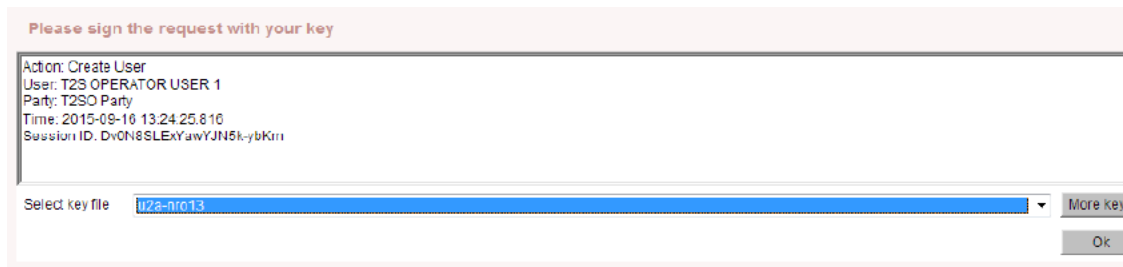 Please sign the request with your key
Action: Create User
User: T2S OPERATOR USER 1
Party: T2SO Party
Time: 2015-09-16 13:24:25.816
Session ID: Dv0N8SLExYawYJN5k-ybKm
Select key file u2a-nro13 More key
Ok